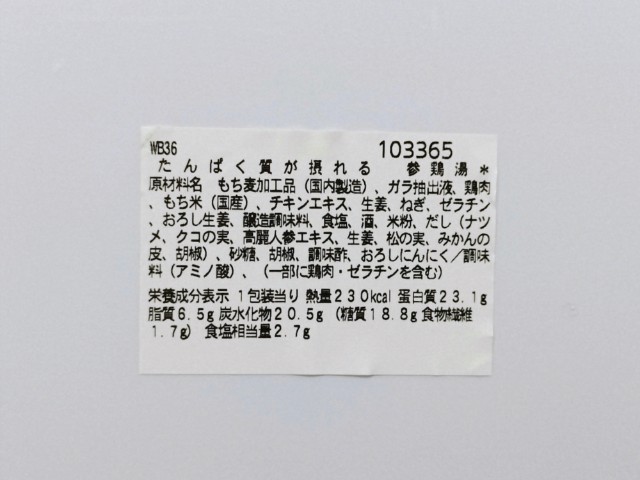 WB36 103365
たんぱく質が摂れる 参鶏湯*
原材料名 もち麦加工品（国内製造）、ガラ抽出液、鶏肉
、もち米（国産）、チキンエキス、生姜、ねぎ、ゼラチン
、おろし生姜、醸造調味料、食塩、酒、米粉、だし（ナツ
メ、クコの実、高麗人参エキス、生姜、松の実、みかんの
皮、胡椒）、砂糖、胡椒、調味酢、おろしにんにく／調味
料（アミノ酸）、（一部に鶏肉・ゼラチンを含む）
栄養成分表示 1包装当り 熱量230kcal 蛋白質23.1g
脂質6.5g 炭水化物20.5g （糖質18.8g 食物繊維
1.7g） 食塩相当量2.7g